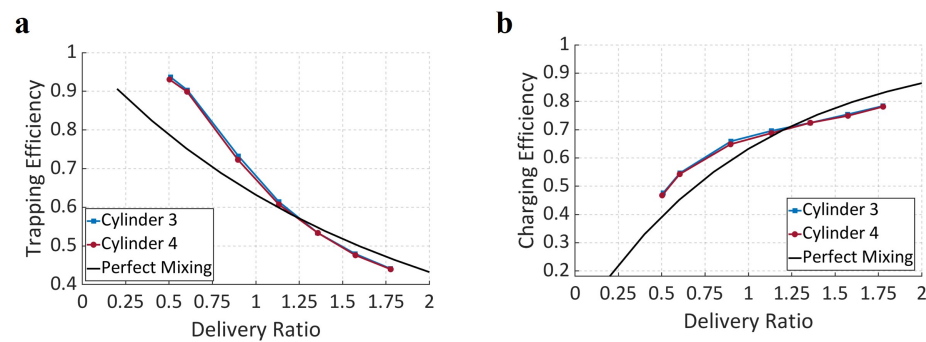 a
Trapping Efficiency
1
0.9
0.8
0.7
0.6
0.5
0.4
0 0.25 0.5 0.75 1 1.25 1.5 1.75 2
Delivery Ratio
Cylinder 3
Cylinder 4
Perfect Mixing
b
Charging Efficiency
1
0.9
0.8
0.7
0.6
0.5
0.4
0.3
0.2
0 0.25 0.5 0.75 1 1.25 1.5 1.75 2
Delivery Ratio
Cylinder 3
Cylinder 4
Perfect Mixing